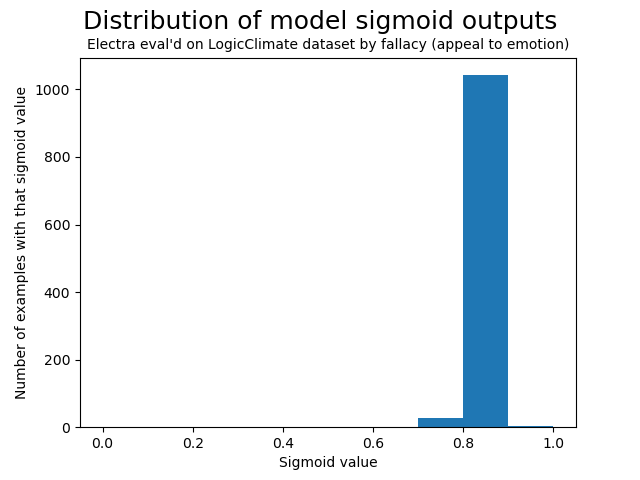 Distribution of model sigmoid outputs
Electra eval'd on LogicClimate dataset by fallacy (appeal to emotion)
Number of examples with that sigmoid value
1000
800
600
400
200
0
0.0 0.2 0.4 0.6 0.8 1.0
Sigmoid value